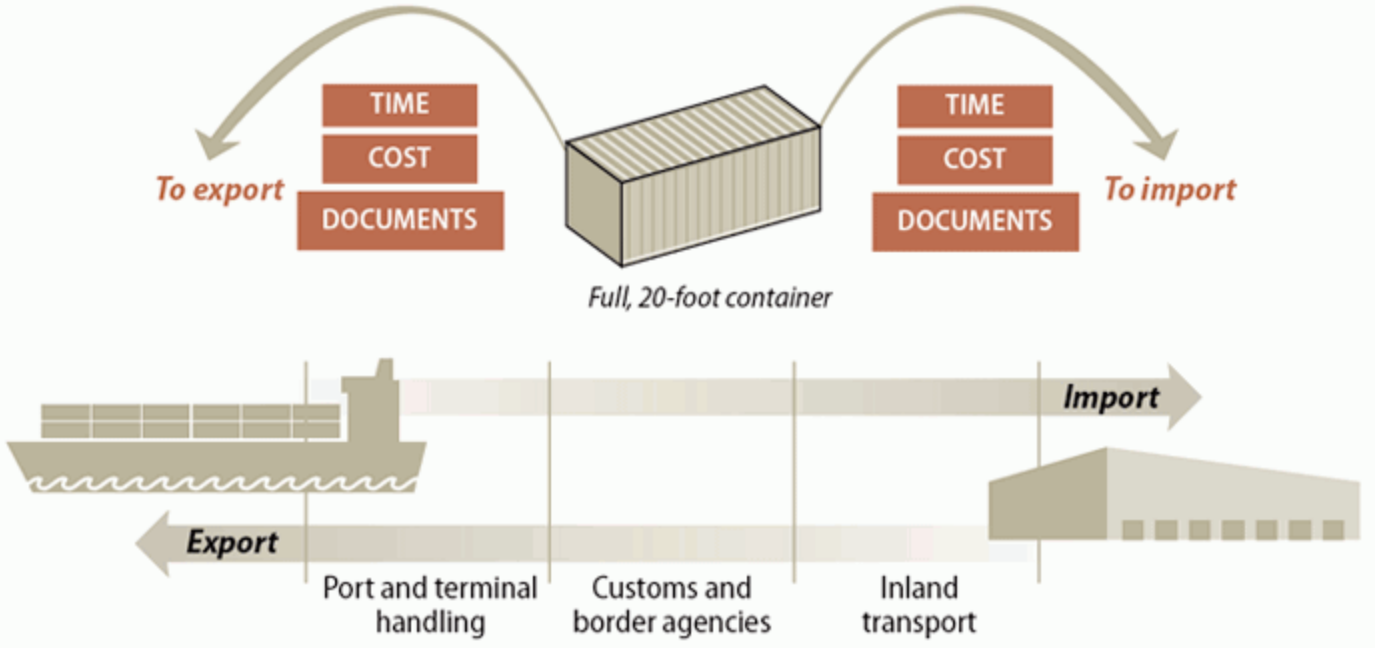 TIME
COST
DOCUMENTS
To export
TIME
COST
DOCUMENTS
To import
Full, 20-foot container
Import
Export
Port and terminal
handling
Customs and
border agencies
Inland
transport